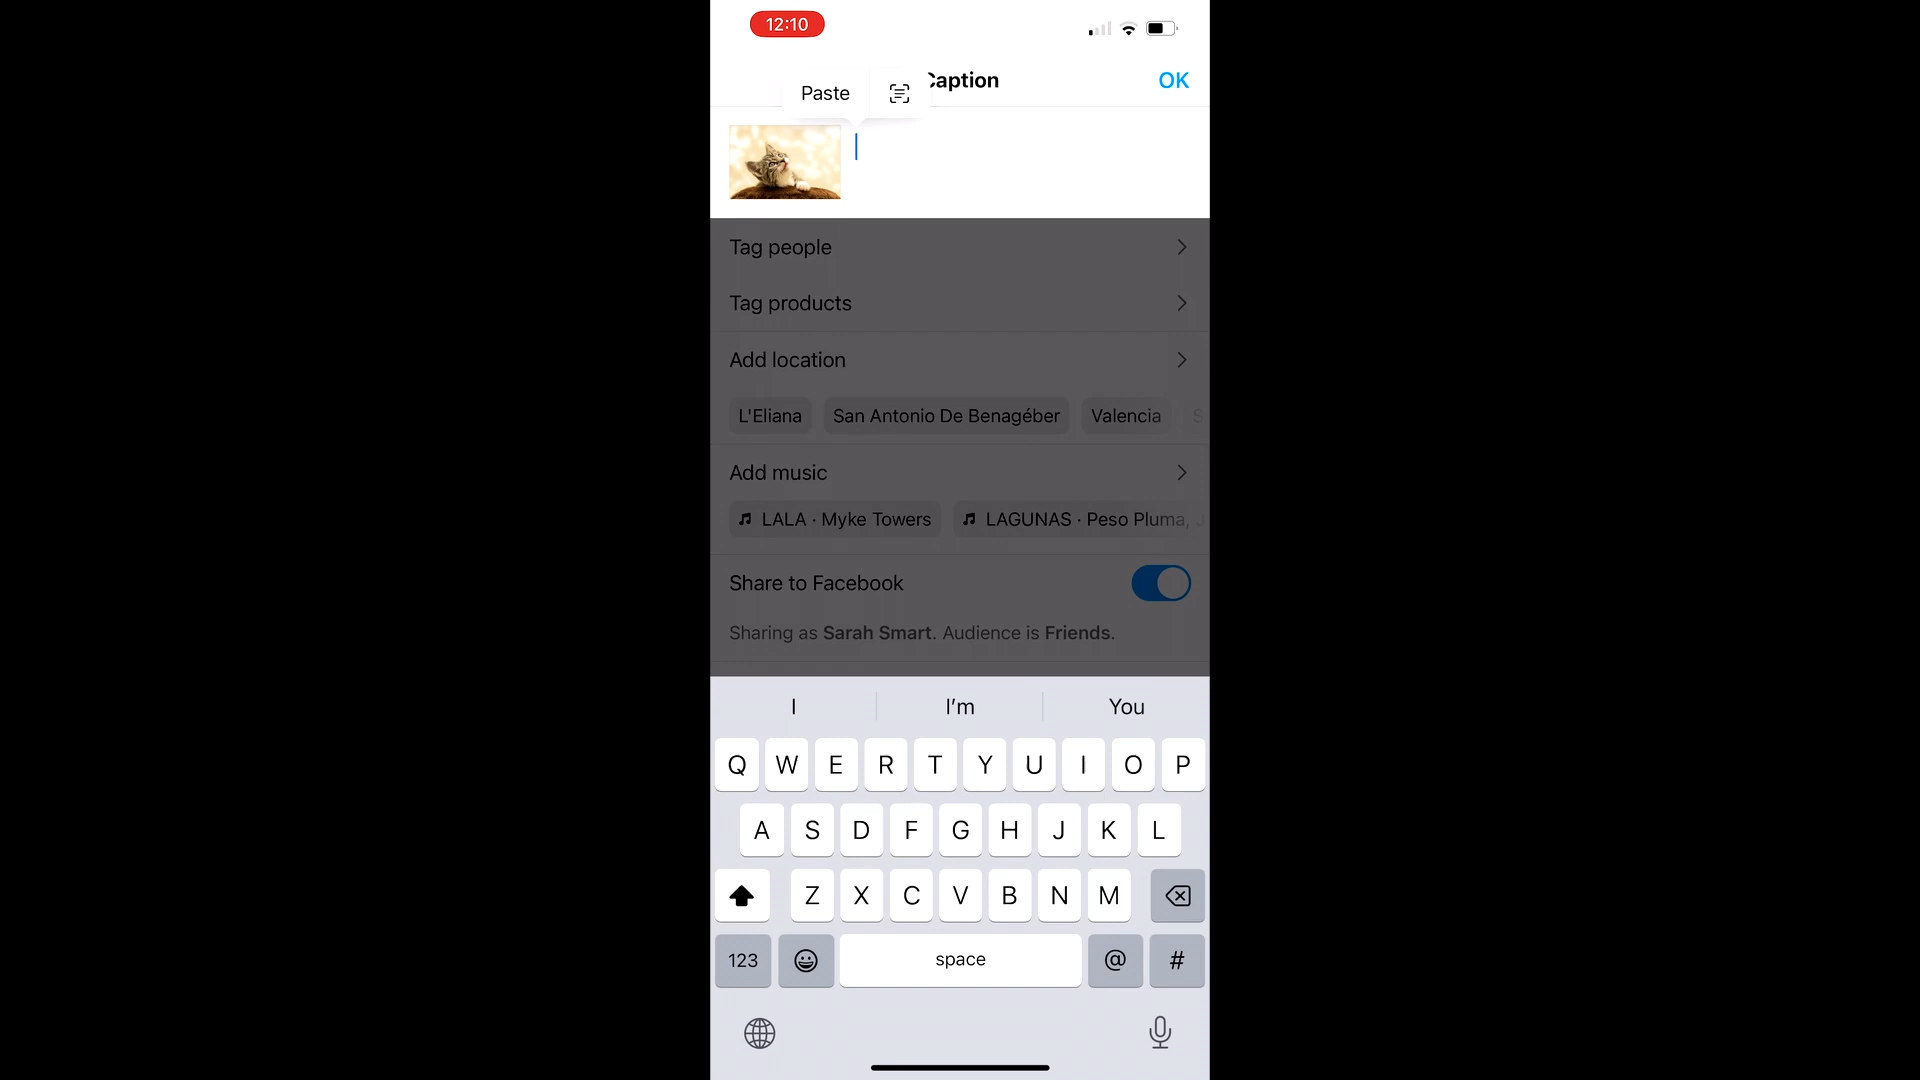 12:10
Paste
Caption
OK
Tag people
Tag products
Add location
L'Eliana
San Antonio De Benagéber
Valencia
S
Add music
LALA · Myke Towers
LAGUNAS · Peso Pluma, J
Share to Facebook
Sharing as Sarah Smart. Audience is Friends.
I
I'm
You
Q W E R T Y U I O P
A S D F G H J K L
Z X C V B N M
123
space
@
#